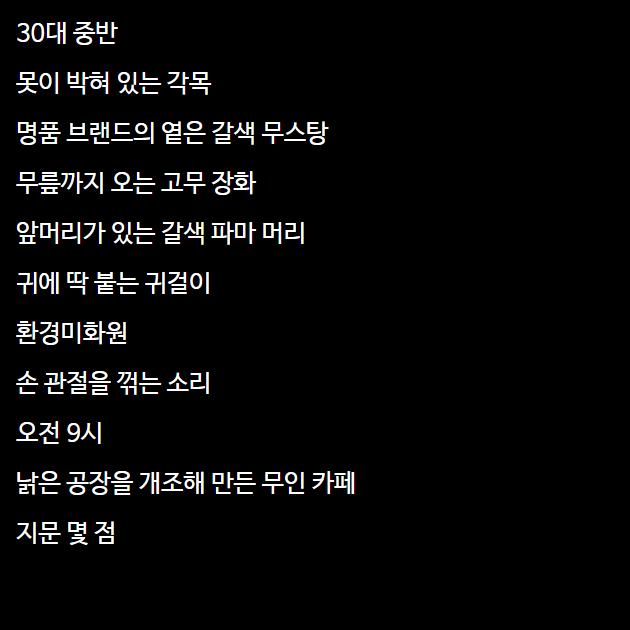 30대 중반
못이 박혀 있는 각목
명품 브랜드의 옅은 갈색 무스탕
무릎까지 오는 고무 장화
앞머리가 있는 갈색 파마 머리
귀에 딱 붙는 귀걸이
환경미화원
손 관절을 꺾는 소리
오전 9시
낡은 공장을 개조해 만든 무인 카페
지문 몇 점